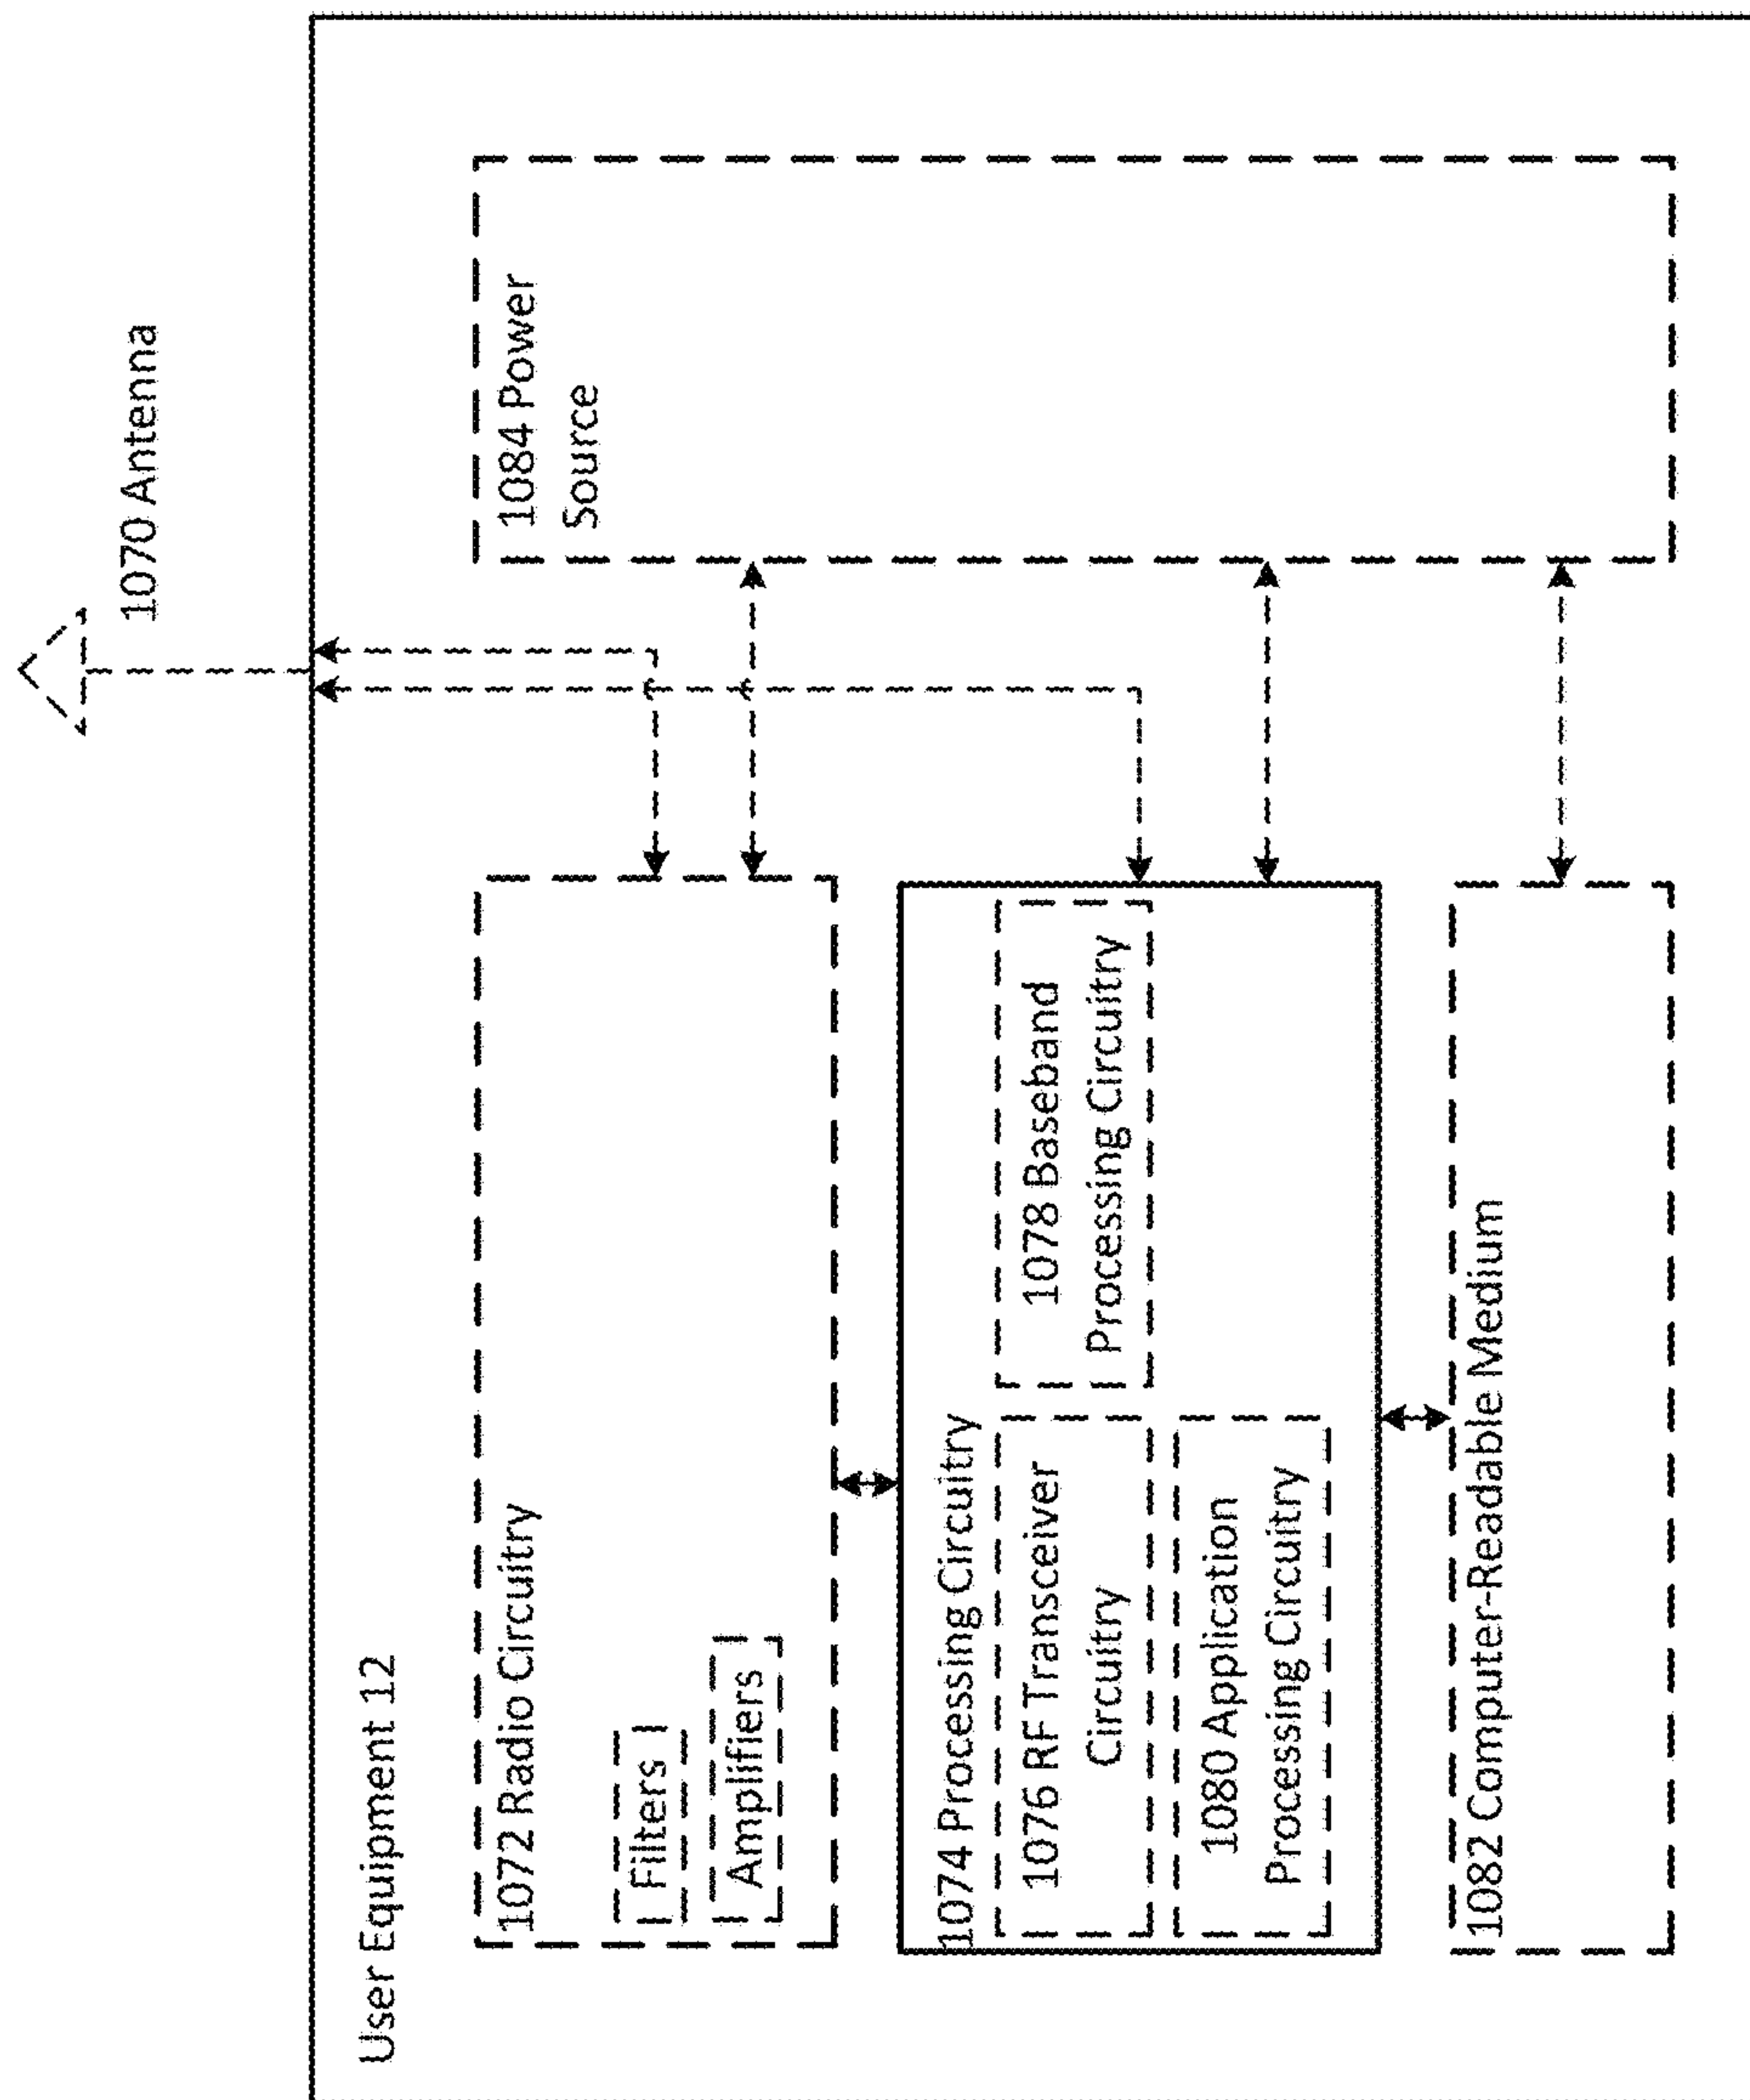 1070 Antenna
User Equipment 12
1072 Radio Circuitry
Filters
Amplifiers
1084 Power
Source
1074 Processing Circuitry
1076 RF Transceiver
Circuitry
1078 Baseband
Processing Circuitry
1080 Application
Processing Circuitry
1082 Computer-Readable Medium